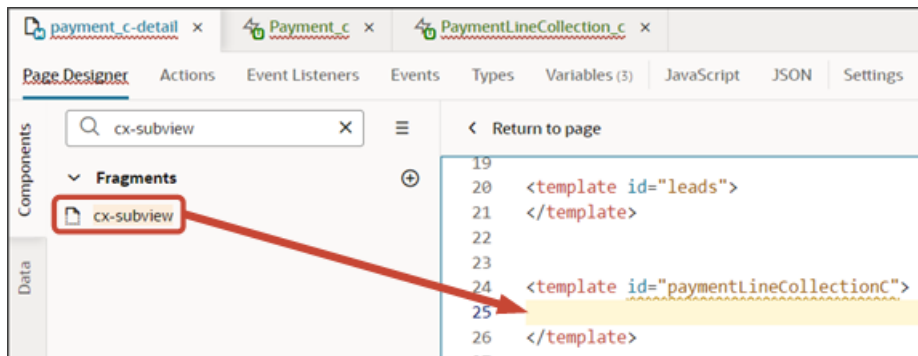 payment_c-detail × Payment_c × PaymentLineCollection_c ×
Page Designer Actions Event Listeners Events Types Variables (3) JavaScript JSON Settings
Components
Data
cx-subview ×
Fragments
cx-subview
Return to page
19
20 <template id="leads">
21 </template>
22
23
24 <template id="paymentLineCollectionC">
25
26 </template>